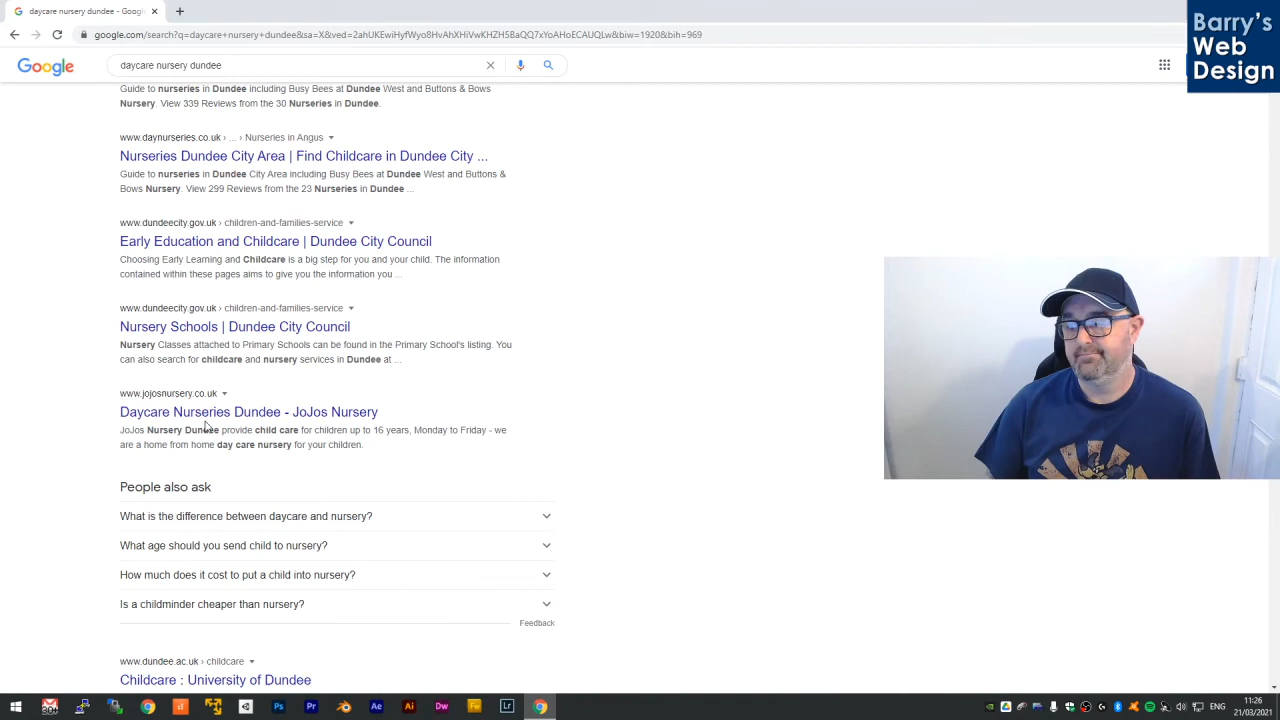 daycare nursery dundee -
google.com/search?q=daycare+nursery+dundee&sa=X&ved=2ahUKEwiHyfWyo8HvAhXHiVwKHZH5BaQQ7xYoAHoECAUQLw&biw=1920&bih=969
Barry's
Web
Design
Google
daycare nursery dundee
Guide to nurseries in Dundee including Busy Bees at Dundee West and Buttons & Bows
Nursery. View 339 Reviews from the 30 Nurseries in Dundee.
www.daynurseries.co.uk › ... › Nurseries in Angus
Nurseries Dundee City Area | Find Childcare in Dundee City ...
Guide to nurseries in Dundee City Area including Busy Bees at Dundee West and Buttons &
Bows Nursery. View 299 Reviews from the 23 Nurseries in Dundee ...
www.dundeecity.gov.uk › children-and-families-service
Early Education and Childcare | Dundee City Council
Choosing Early Learning and Childcare is a big step for you and your child. The information
contained within these pages aims to give you the information you ...
www.dundeecity.gov.uk › children-and-families-service
Nursery Schools | Dundee City Council
Nursery Classes attached to Primary Schools can be found in the Primary School's listing. You
can also search for childcare and nursery services in Dundee at ...
www.jojosnursery.co.uk
Daycare Nurseries Dundee - JoJos Nursery
JoJos Nursery Dundee provide child care for children up to 16 years, Monday to Friday - we
are a home from home day care nursery for your children.
People also ask
What is the difference between daycare and nursery?
What age should you send child to nursery?
How much does it cost to put a child into nursery?
Is a childminder cheaper than nursery?
Feedback
www.dundee.ac.uk › childcare
Childcare : University of Dundee
Ps Pr Ae Ai Dw Fw Lr
ENG
11:26
21/03/2021